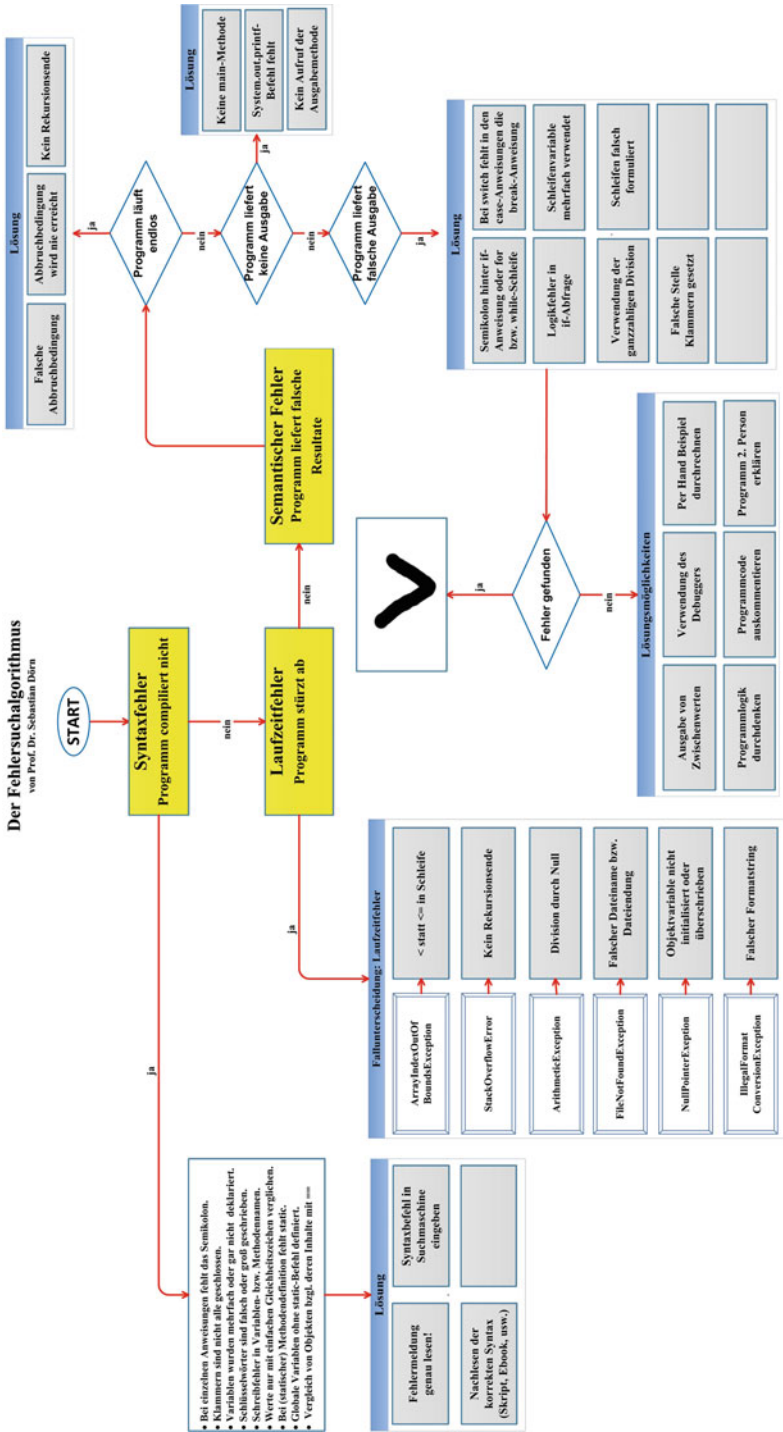 Der Fehlersuchalgorithmus
von Prof. Dr. Sebastian Dörn
START
Syntaxfehler
Programm compiliert nicht
ja
nein
• Bei einzelnen Anweisungen fehlt das Semikolon.
• Klammern sind nicht alle geschlossen.
• Variablen wurden mehrfach oder gar nicht deklariert.
• Schlüsselwörter sind falsch oder groß geschrieben.
• Schreibfehler in Variablen- bzw. Methodennamen.
• Werte nur mit einfachen Gleichheitszeichen verglichen.
• Bei (statischer) Methodendefinition fehlt static.
• Globale Variablen ohne static-Befehl definiert.
• Vergleich von Objekten bzgl. deren Inhalte mit ==
Lösung
Fehlermeldung
genau lesen!
Syntaxbefehl in
Suchmaschine
eingeben
Nachlesen der
korrekten Syntax
(Skript, Ebook, usw.)
Laufzeitfehler
Programm stürzt ab
ja
nein
Fallunterscheidung: Laufzeitfehler
ArrayIndexOutOf
BoundsException
< statt <= in Schleife
StackOverflowError
Kein Rekursionsende
ArithmeticException
Division durch Null
FileNotFoundException
Falscher Dateiname bzw.
Dateiendung
NullPointerExeption
Objektvariable nicht
initialisiert oder
überschrieben
IllegalFormat
ConversionException
Falscher Formatstring
Semantischer Fehler
Programm liefert falsche
Resultate
Programm läuft
endlos
ja
nein
Lösung
Falsche
Abbruchbedingung
Abbruchbedingung
wird nie erreicht
Kein Rekursionsende
Programm liefert
keine Ausgabe
ja
nein
Lösung
Keine main-Methode
System.out.printf-
Befehl fehlt
Kein Aufruf der
Ausgabemethode
Programm liefert
falsche Ausgabe
ja
Lösung
Semikolon hinter if-
Anweisung oder for
bzw. while-Schleife
Bei switch fehlt in den
case-Anweisungen die
break-Anweisung
Logikfehler in
if-Abfrage
Schleifenvariable
mehrfach verwendet
Verwendung der
ganzzahligen Division
Schleifen falsch
formuliert
Falsche Stelle
Klammern gesetzt
Fehler gefunden
ja
nein
Lösungsmöglichkeiten
Ausgabe von
Zwischenwerten
Verwendung des
Debuggers
Per Hand Beispiel
durchrechnen
Programmlogik
durchdenken
Programmcode
auskommentieren
Programm 2. Person
erklären